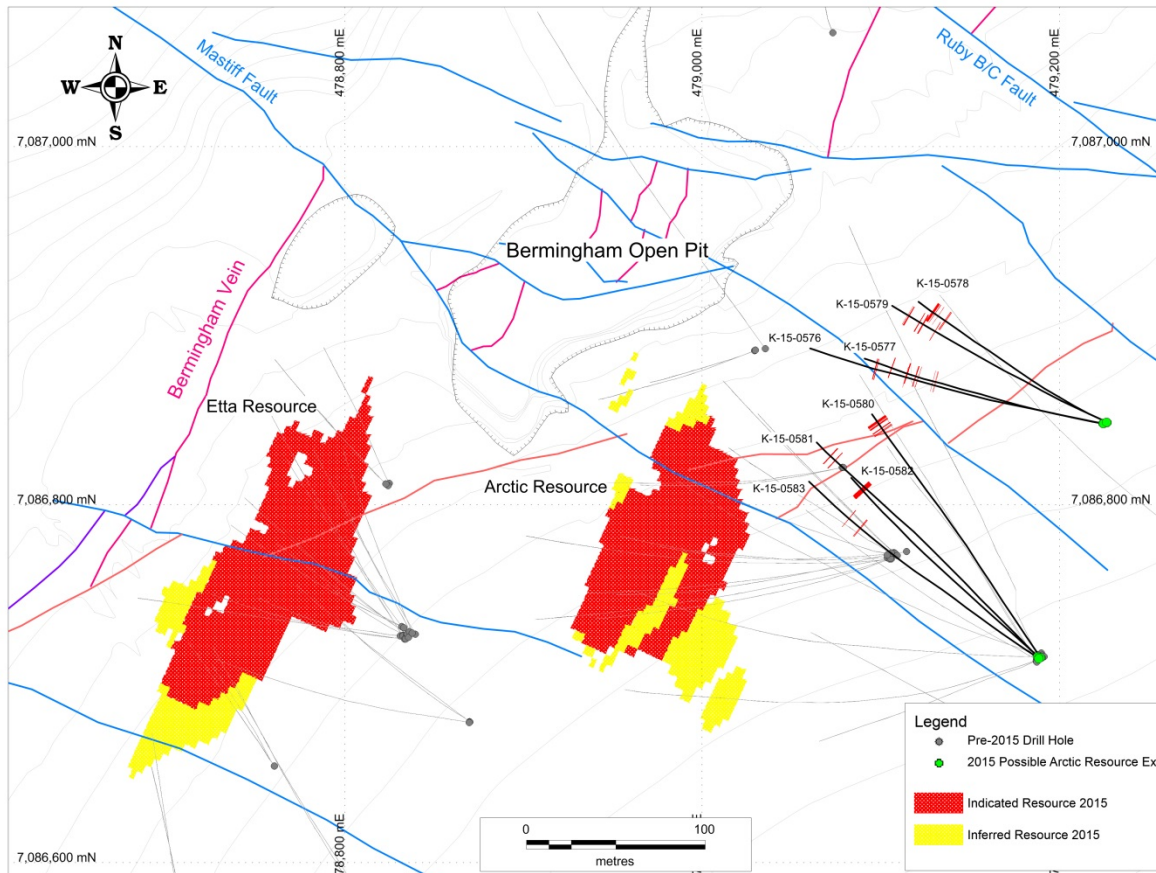 N
W E
S
Mastiff Fault
478,800 mE
479,000 mE
Ruby B/C Fault
479,200 mE
7,087,000 mN
7,087,000 mN
Bermingham Open Pit
Bermingham Vein
K-15-0578
K-15-0579
K-15-0576
K-15-0577
Etta Resource
K-15-0580
K-15-0581
K-15-0582
Arctic Resource
K-15-0583
7,086,800 mN
7,086,800 mN
Legend
Pre-2015 Drill Hole
2015 Possible Arctic Resource Ex
Indicated Resource 2015
Inferred Resource 2015
0 100
metres
78,800 mE
7,086,600 mN